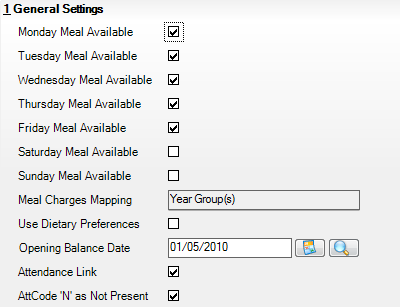 1 General Settings
Monday Meal Available
Tuesday Meal Available
Wednesday Meal Available
Thursday Meal Available
Friday Meal Available
Saturday Meal Available
Sunday Meal Available
Meal Charges Mapping Year Group(s)
Use Dietary Preferences
Opening Balance Date 01/05/2010
Attendance Link
AttCode 'N' as Not Present